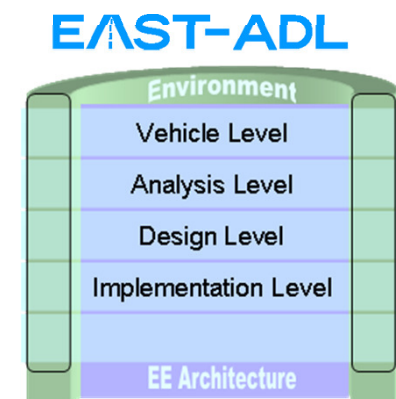 EAST-ADL
Environment
Vehicle Level
Analysis Level
Design Level
Implementation Level
EE Architecture